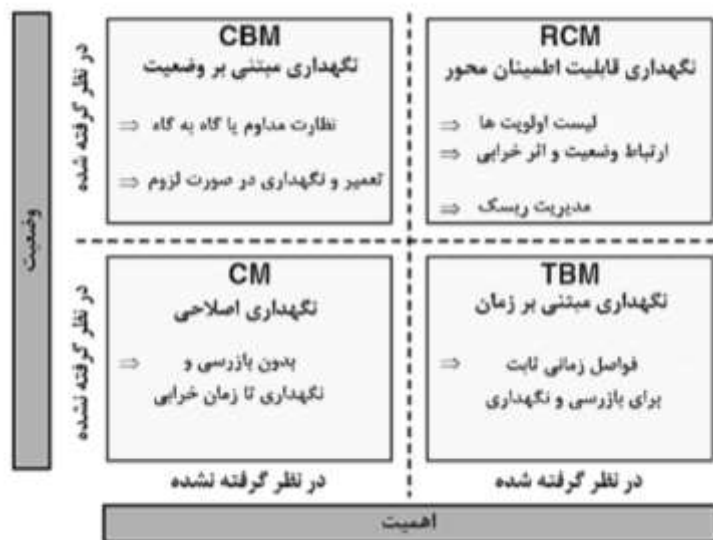 وضعیت
در نظر گرفته شده
CBM
نگهداری مبتنی بر وضعیت
⇒ نظارت مداوم یا گاه به گاه
⇒ تعمیر و نگهداری در صورت لزوم
RCM
نگهداری قابلیت اطمینان محور
⇒ لیست اولویت ها
⇒ ارتباط وضعیت و اثر خرابی
⇒ مدیریت ریسک
در نظر گرفته نشده
CM
نگهداری اصلاحی
⇒ بدون بازرسی و
نگهداری تا زمان خرابی
TBM
نگهداری مبتنی بر زمان
⇒ فواصل زمانی ثابت
برای بازرسی و نگهداری
در نظر گرفته نشده
در نظر گرفته شده
اهمیت